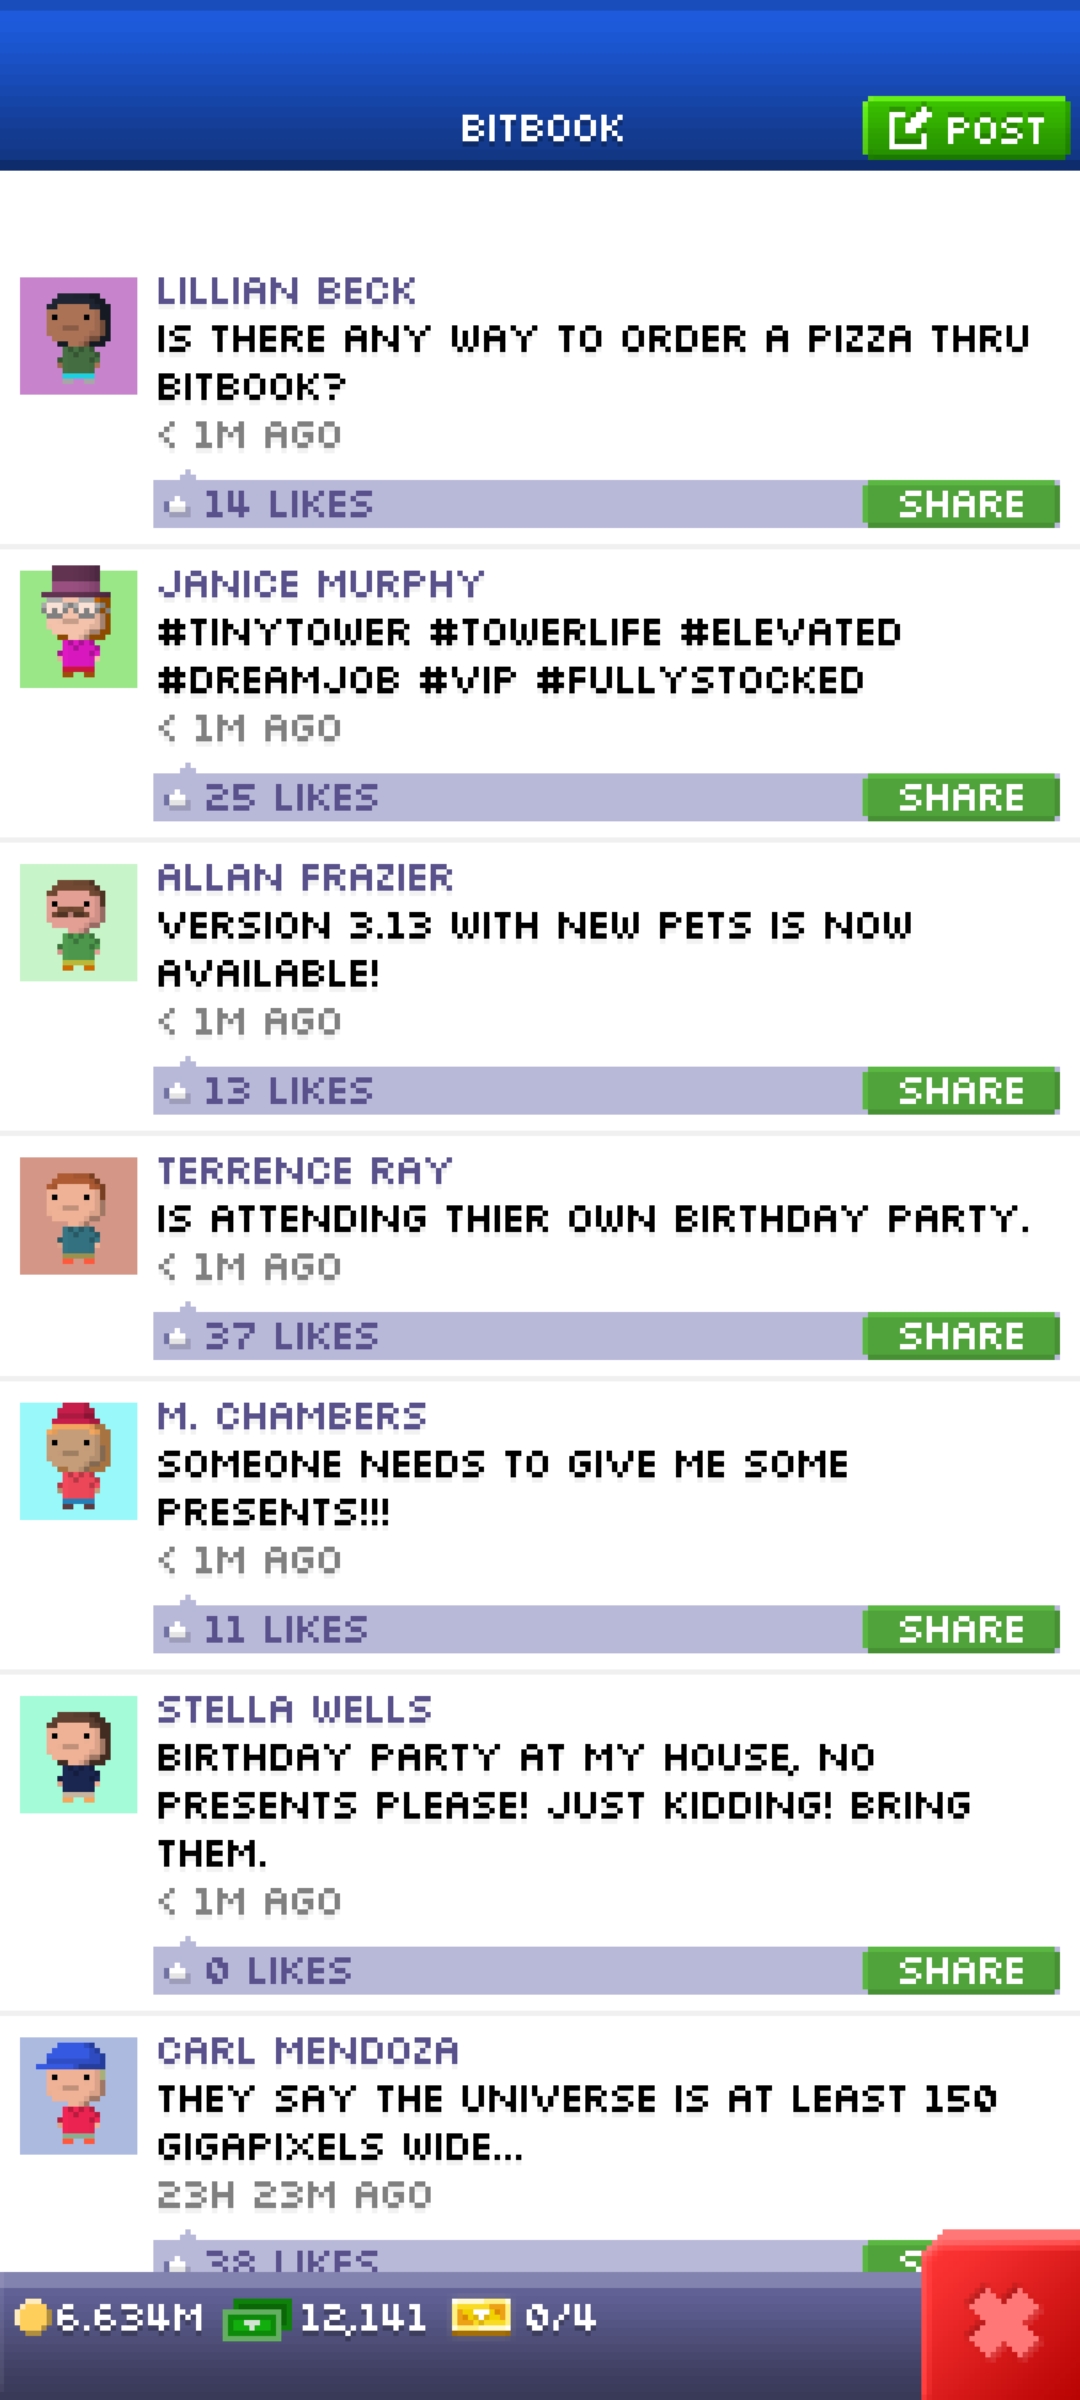 BITBOOK
POST
LILLIAN BECK
IS THERE ANY WAY TO ORDER A PIZZA THRU
BITBOOK?
< 1M AGO
14 LIKES
SHARE
JANICE MURPHY
#TINYTOWER #TOWERLIFE #ELEVATED
#DREAMJOB #VIP #FULLYSTOCKED
< 1M AGO
25 LIKES
SHARE
ALLAN FRAZIER
VERSION 3.13 WITH NEW PETS IS NOW
AVAILABLE!
< 1M AGO
13 LIKES
SHARE
TERRENCE RAY
IS ATTENDING THIER OWN BIRTHDAY PARTY.
< 1M AGO
37 LIKES
SHARE
M. CHAMBERS
SOMEONE NEEDS TO GIVE ME SOME
PRESENTS!!!
< 1M AGO
11 LIKES
SHARE
STELLA WELLS
BIRTHDAY PARTY AT MY HOUSE, NO
PRESENTS PLEASE! JUST KIDDING! BRING
THEM.
< 1M AGO
0 LIKES
SHARE
CARL MENDOZA
THEY SAY THE UNIVERSE IS AT LEAST 150
GIGAPIXELS WIDE...
23H 23M AGO
38 LIKES
6.634M 12,141 0/4